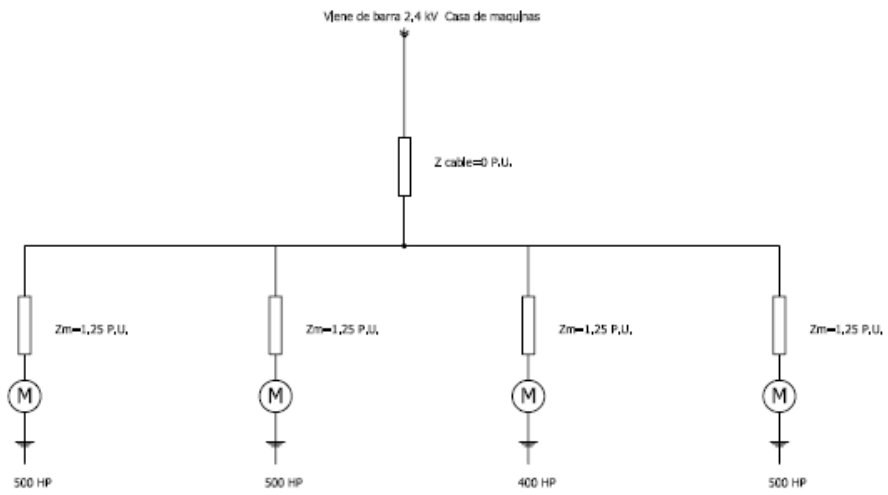 Viene de barra 2,4 kV Casa de maquinas
Z cable=0 P.U.
Zm=1,25 P.U.
Zm=1,25 P.U.
Zm=1,25 P.U.
Zm=1,25 P.U.
M
M
M
M
500 HP
500 HP
400 HP
500 HP